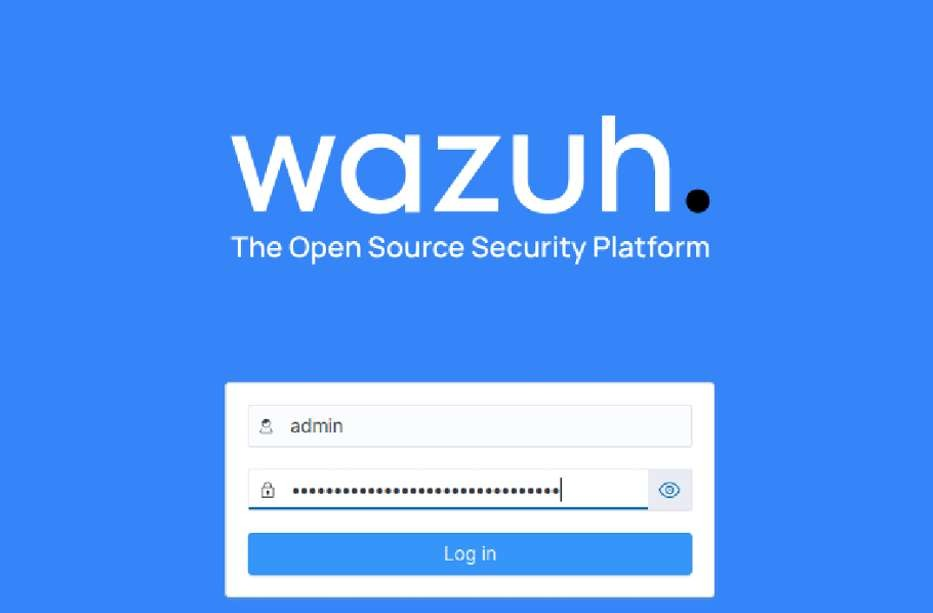 wazuh.
The Open Source Security Platform
admin
••••••••••••••••••••••••••••••••
Log in